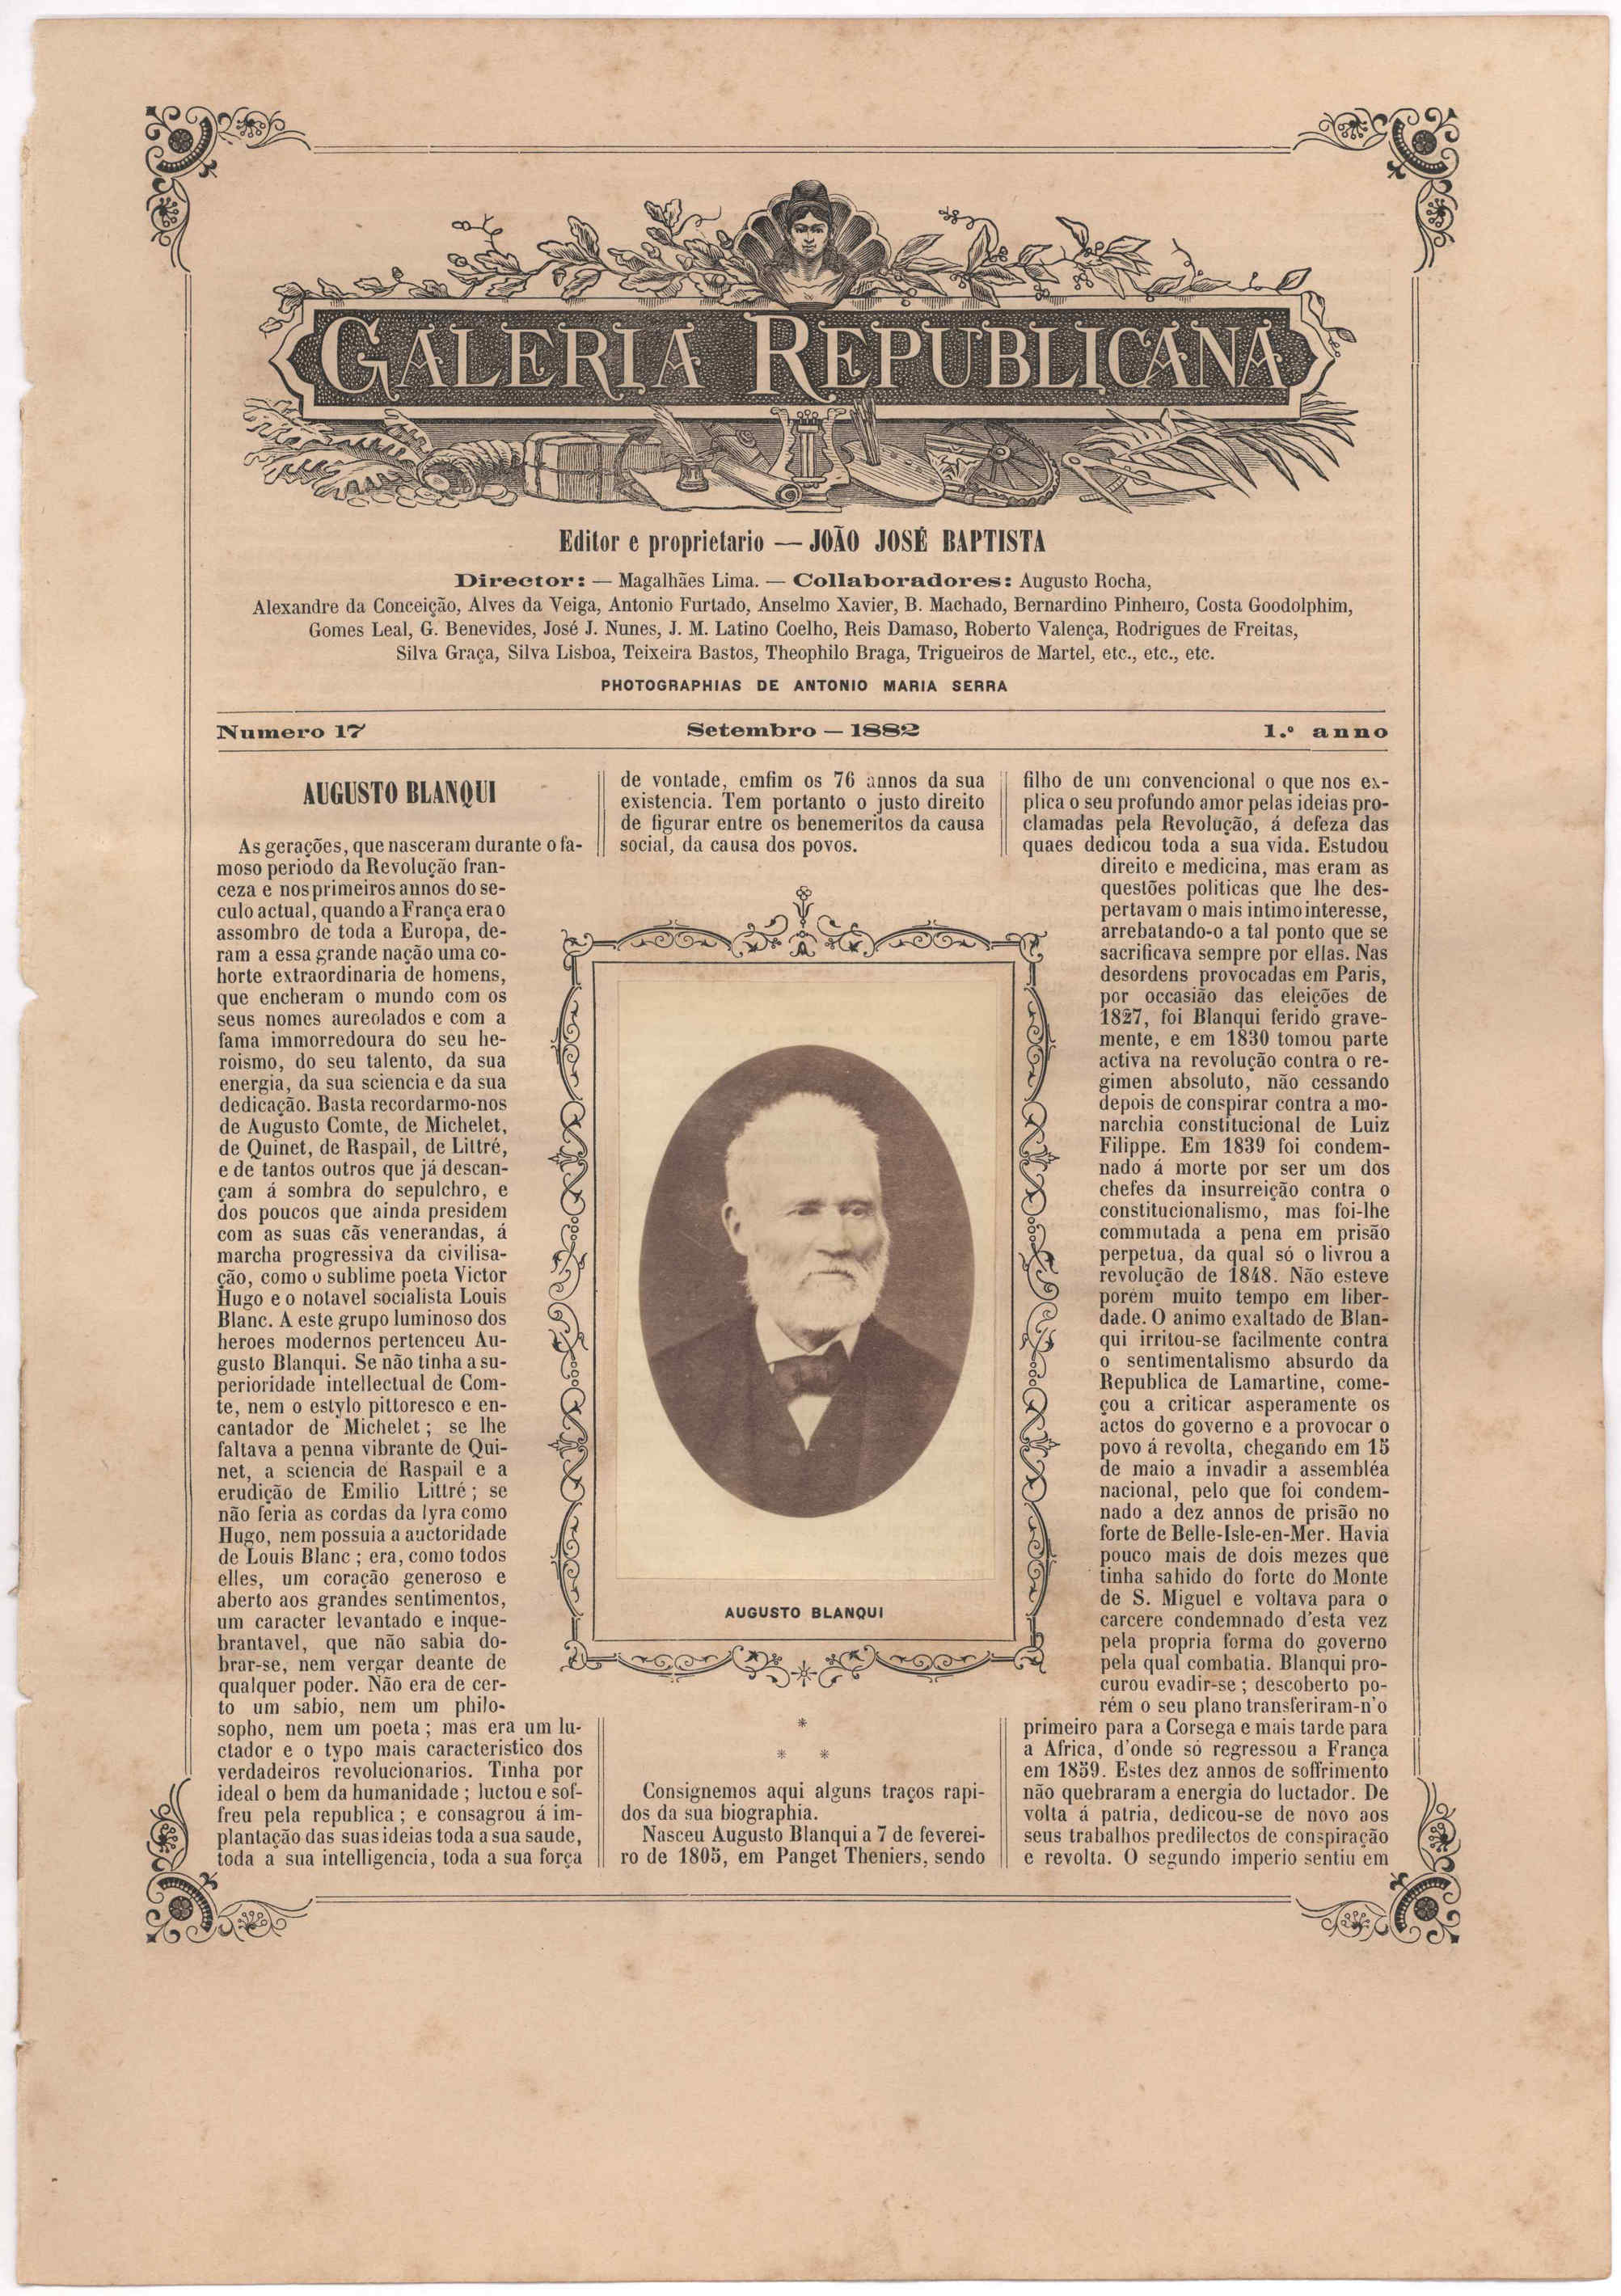 GALERIA REPUBLICANA
Editor e proprietario — JOÃO JOSÉ BAPTISTA
Director: — Magalhães Lima. — Collaboradores: Augusto Rocha,
Alexandre da Conceição, Alves da Veiga, Antonio Furtado, Anselmo Xavier, B. Machado, Bernardino Pinheiro, Costa Goodolphim,
Gomes Leal, G. Benevides, José J. Nunes, J. M. Latino Coelho, Reis Damaso, Roberto Valença, Rodrigues de Freitas,
Silva Graça, Silva Lisboa, Teixeira Bastos, Theophilo Braga, Trigueiros de Martel, etc., etc., etc.
PHOTOGRAPHIAS DE ANTONIO MARIA SERRA
Numero 17 Setembro — 1882 1.º anno
AUGUSTO BLANQUI
As gerações, que nasceram durante o fa-
moso periodo da Revolução fran-
ceza e nos primeiros annos do se-
culo actual, quando a França era o
assombro de toda a Europa, de-
ram a essa grande nação uma co-
horte extraordinaria de homens,
que encheram o mundo com os
seus nomes aureolados e com a
fama immorredoura do seu he-
roismo, do seu talento, da sua
energia, da sua sciencia e da sua
dedicação. Basta recordarmo-nos
de Augusto Comte, de Michelet,
de Quinet, de Raspail, de Littré,
e de tantos outros que já descan-
çam á sombra do sepulchro, e
dos poucos que ainda presidem
com as suas cãs venerandas, á
marcha progressiva da civilisa-
ção, como o sublime poeta Victor
Hugo e o notavel socialista Louis
Blanc. A este grupo luminoso dos
heroes modernos pertenceu Au-
gusto Blanqui. Se não tinha a su-
perioridade intellectual de Com-
te, nem o estylo pittoresco e en-
cantador de Michelet; se lhe
faltava a penna vibrante de Qui-
net, a sciencia de Raspail e a
erudição de Emilio Littré; se
não feria as cordas da lyra como
Hugo, nem possuia a auctoridade
de Louis Blanc; era, como todos
elles, um coração generoso e
aberto aos grandes sentimentos,
um caracter levantado e inque-
brantavel, que não sabia do-
brar-se, nem vergar deante de
qualquer poder. Não era de cer-
to um sabio, nem um philo-
sopho, nem um poeta; mas era um lu-
ctador e o typo mais caracteristico dos
verdadeiros revolucionarios. Tinha por
ideal o bem da humanidade; luctou e sof-
freu pela republica; e consagrou á im-
plantação das suas ideias toda a sua saude,
toda a sua intelligencia, toda a sua força
de vontade, emfim os 76 annos da sua
existencia. Tem portanto o justo direito
de figurar entre os benemeritos da causa
social, da causa dos povos.
AUGUSTO BLANQUI
*
* *
Consignemos aqui alguns traços rapi-
dos da sua biographia.
Nasceu Augusto Blanqui a 7 de feverei-
ro de 1805, em Panget Theniers, sendo
filho de um convencional o que nos ex-
plica o seu profundo amor pelas ideias pro-
clamadas pela Revolução, á defeza das
quaes dedicou toda a sua vida. Estudou
direito e medicina, mas eram as
questões politicas que lhe des-
pertavam o mais intimo interesse,
arrebatando-o a tal ponto que se
sacrificava sempre por ellas. Nas
desordens provocadas em Paris,
por occasião das eleições de
1827, foi Blanqui ferido grave-
mente, e em 1830 tomou parte
activa na revolução contra o re-
gimen absoluto, não cessando
depois de conspirar contra a mo-
narchia constitucional de Luiz
Filippe. Em 1839 foi condem-
nado á morte por ser um dos
chefes da insurreição contra o
constitucionalismo, mas foi-lhe
commutada a pena em prisão
perpetua, da qual só o livrou a
revolução de 1848. Não esteve
porém muito tempo em liber-
dade. O animo exaltado de Blan-
qui irritou-se facilmente contra
o sentimentalismo absurdo da
Republica de Lamartine, come-
çou a criticar asperamente os
actos do governo e a provocar o
povo á revolta, chegando em 15
de maio a invadir a assembléa
nacional, pelo que foi condem-
nado a dez annos de prisão no
forte de Belle-Isle-en-Mer. Havia
pouco mais de dois mezes que
tinha sahido do forte do Monte
de S. Miguel e voltava para o
carcere condemnado d'esta vez
pela propria forma do governo
pela qual combatia. Blanqui pro-
curou evadir-se; descoberto po-
rém o seu plano transferiram-n'o
primeiro para a Corsega e mais tarde para
a Africa, d'onde só regressou a França
em 1859. Estes dez annos de soffrimento
não quebraram a energia do luctador. De
volta á patria, dedicou-se de novo aos
seus trabalhos predilectos de conspiração
e revolta. O segundo imperio sentiu em